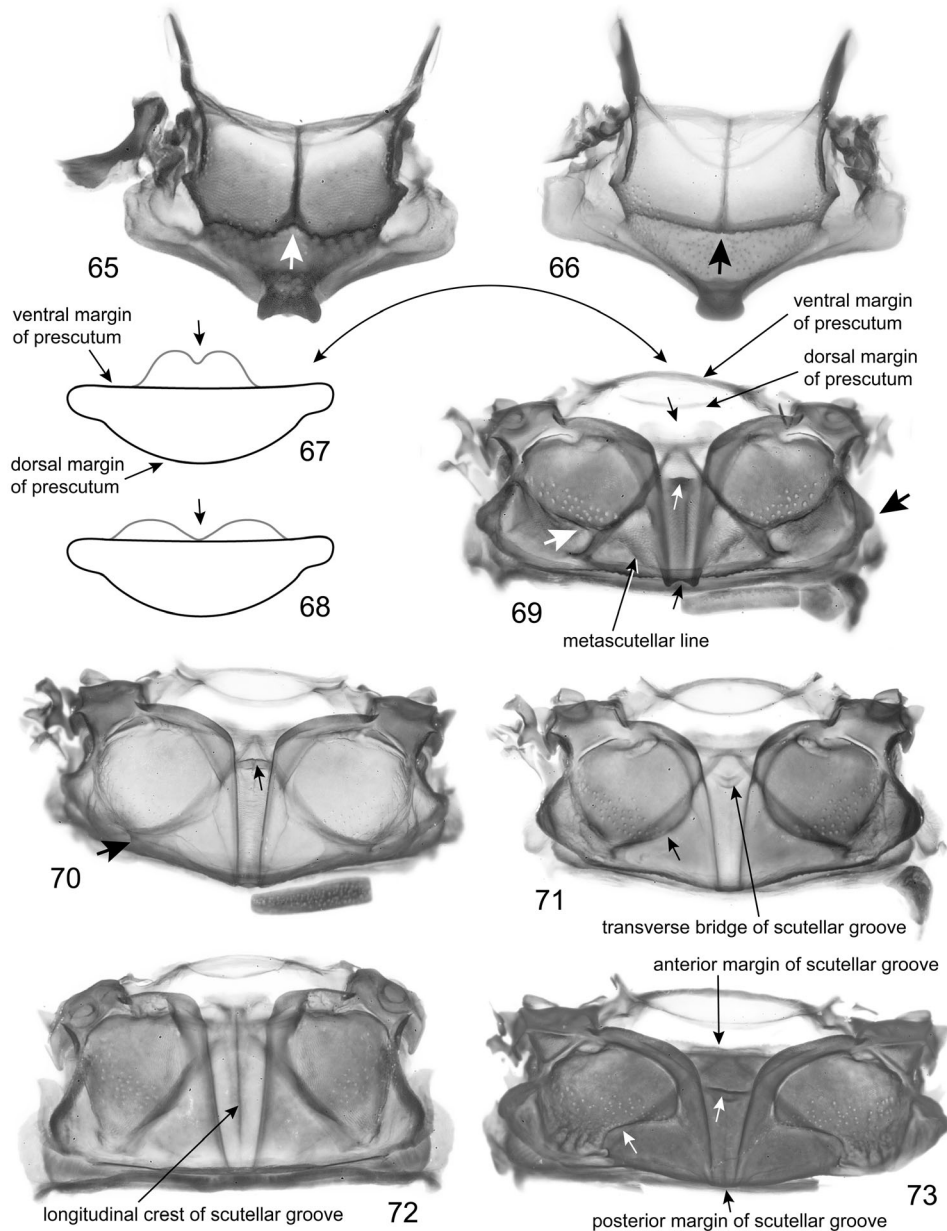 65
66
ventral margin
of prescutum
67
dorsal margin
of prescutum
68
ventral margin
of prescutum
dorsal margin
of prescutum
69
metascutellar line
70
71
transverse bridge of scutellar groove
anterior margin of scutellar groove
72
longitudinal crest of scutellar groove
73
posterior margin of scutellar groove